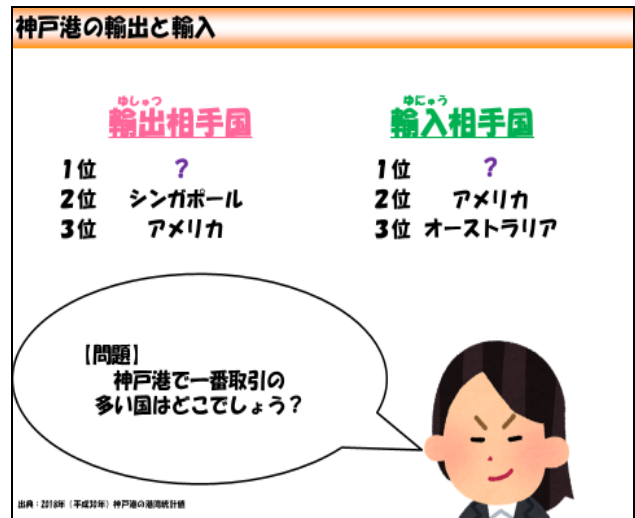 神戸港の輸出と輸入
ゆしゅつ
輸出相手国
1位 ?
2位 シンガポール
3位 アメリカ
ゆにゅう
輸入相手国
1位 ?
2位 アメリカ
3位 オーストラリア
【問題】
神戸港で一番取引の
多い国はどこでしょう?
出典:2018年(平成30年)神戸港の港湾統計値